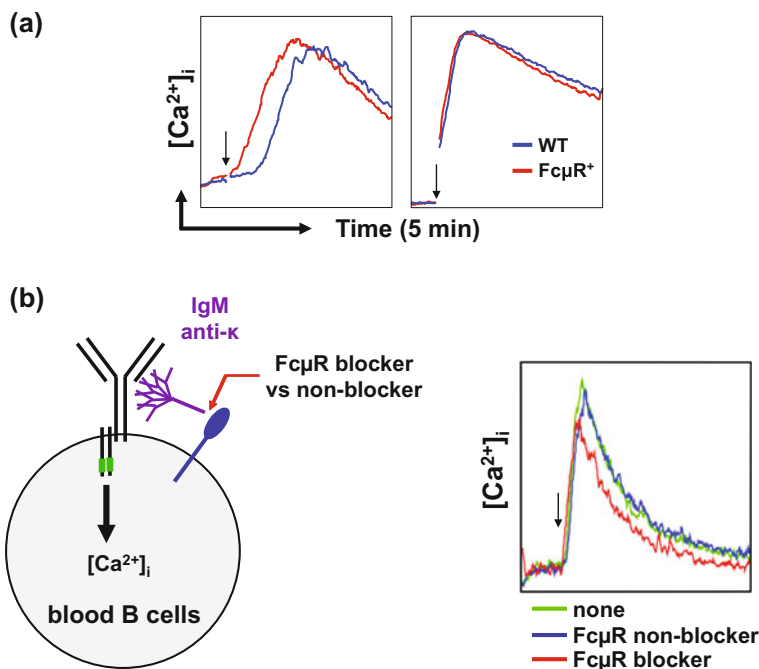 (a)
[Ca²⁺]ᵢ
WT
FcμR⁺
Time (5 min)
(b)
IgM
anti-κ
FcμR blocker
vs non-blocker
[Ca²⁺]ᵢ
blood B cells
[Ca²⁺]ᵢ
none
FcμR non-blocker
FcμR blocker